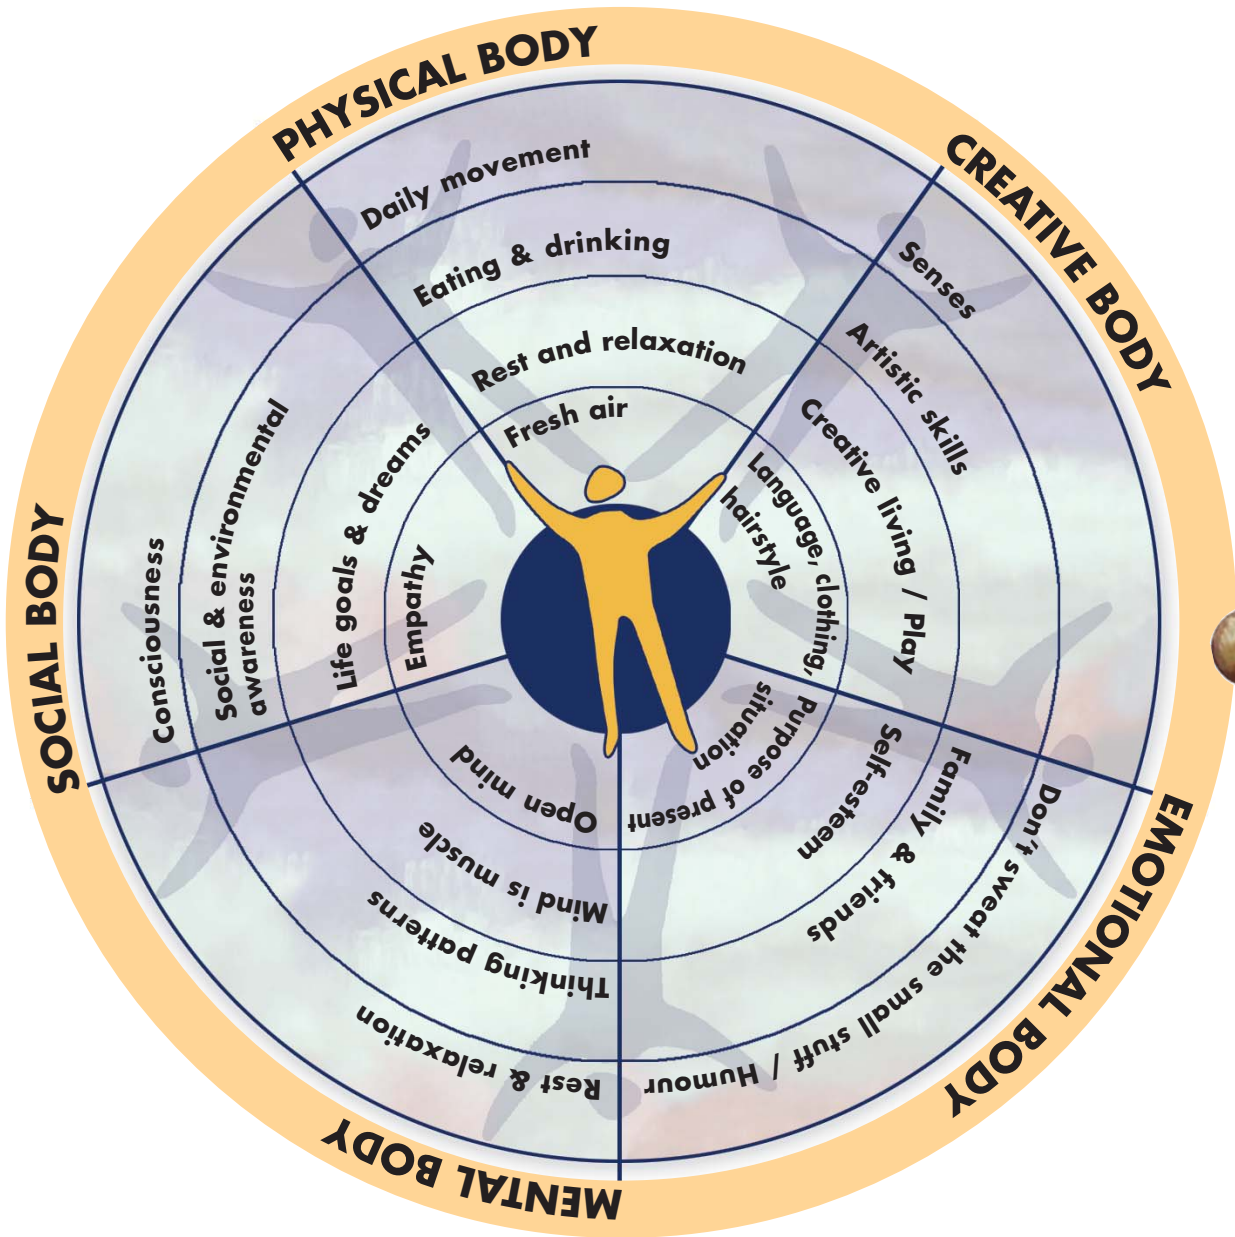 PHYSICAL BODY
Daily movement
Eating & drinking
Rest and relaxation
Fresh air
CREATIVE BODY
Senses
Artistic skills
Creative living / Play
Language, clothing,
hairstyle
EMOTIONAL BODY
Don't sweat the small stuff / Humour
Family & friends
Self-esteem
Purpose of present
situation
MENTAL BODY
Rest & relaxation
Thinking patterns
Mind is muscle
Open mind
SOCIAL BODY
Consciousness
Social & environmental
awareness
Life goals & dreams
Empathy